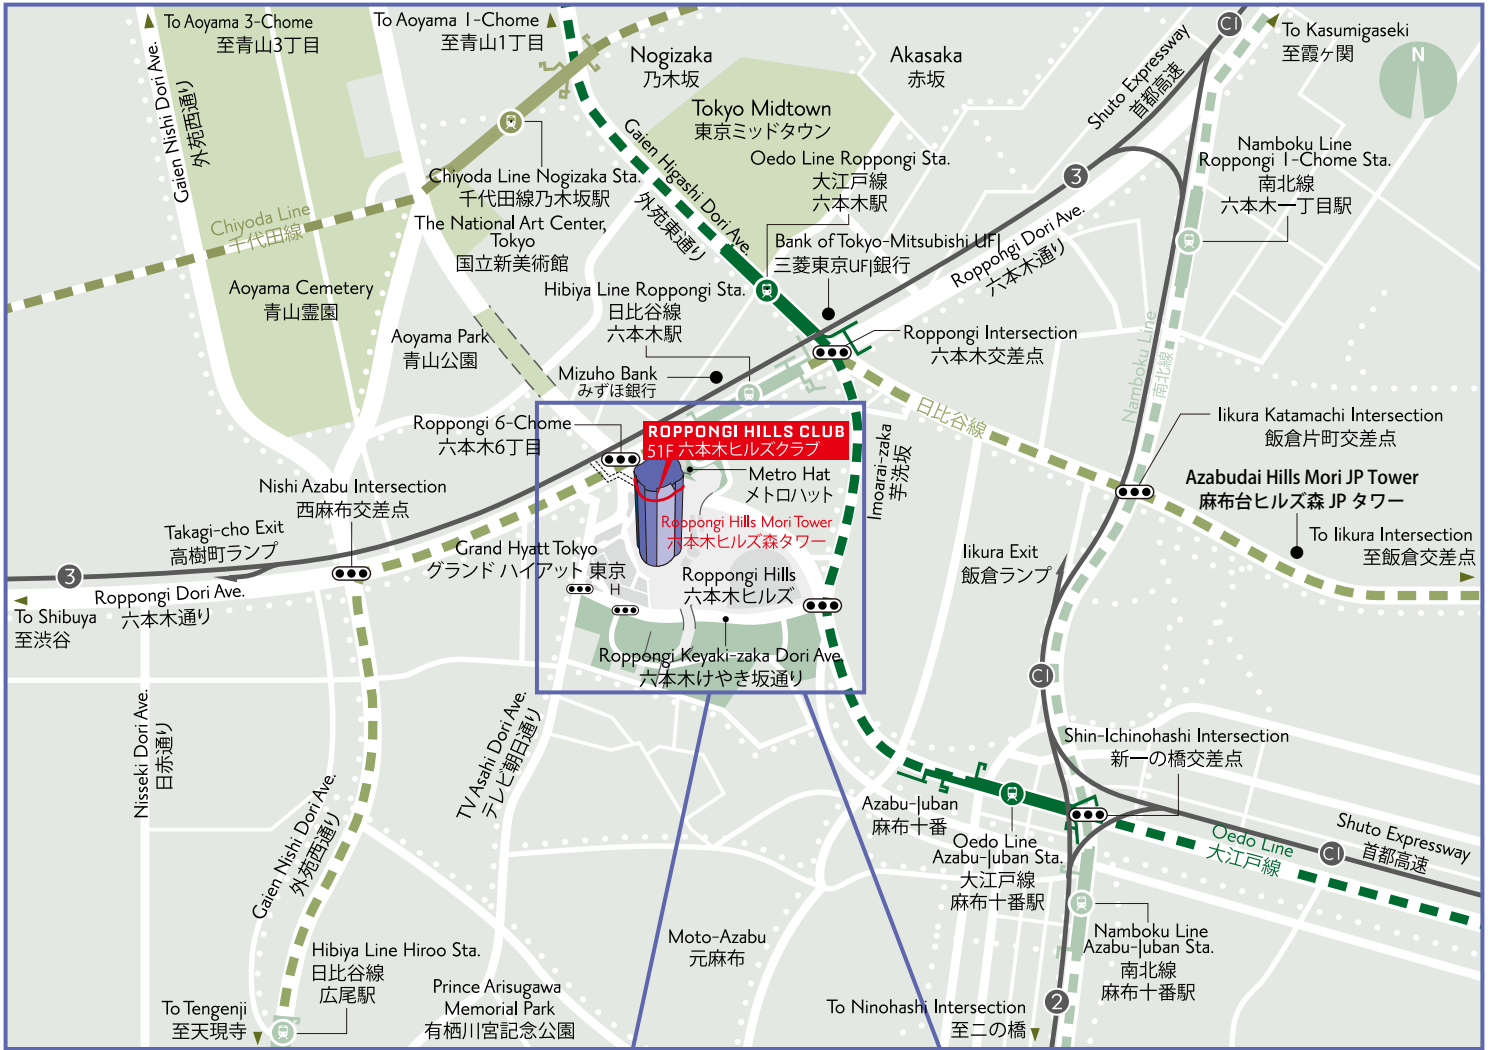 To Aoyama 3-Chome
至青山3丁目
To Aoyama 1-Chome
至青山1丁目
Nogizaka
乃木坂
Akasaka
赤坂
C1
To Kasumigaseki
至霞ヶ関
N
Shuto Expressway
首都高速
Gaien Nishi Dori Ave.
外苑西通り
Tokyo Midtown
東京ミッドタウン
Gaien Higashi Dori Ave.
外苑東通り
Oedo Line Roppongi Sta.
大江戸線
六本木駅
Namboku Line
Roppongi 1-Chome Sta.
南北線
六本木一丁目駅
3
Chiyoda Line Nogizaka Sta.
千代田線乃木坂駅
The National Art Center,
Tokyo
国立新美術館
Chiyoda Line
千代田線
Bank of Tokyo-Mitsubishi UFJ
三菱東京UFJ銀行
Roppongi Dori Ave.
六本木通り
Aoyama Cemetery
青山霊園
Hibiya Line Roppongi Sta.
日比谷線
六本木駅
Aoyama Park
青山公園
Roppongi Intersection
六本木交差点
Namboku Line
南北線
Mizuho Bank
みずほ銀行
日比谷線
Roppongi 6-Chome
六本木6丁目
ROPPONGI HILLS CLUB
51F 六本木ヒルズクラブ
Imoarai-zaka
芋洗坂
Iikura Katamachi Intersection
飯倉片町交差点
Metro Hat
メトロハット
Azabudai Hills Mori JP Tower
麻布台ヒルズ森 JP タワー
Nishi Azabu Intersection
西麻布交差点
Roppongi Hills Mori Tower
六本木ヒルズ森タワー
Takagi-cho Exit
高樹町ランプ
To Iikura Intersection
至飯倉交差点
Grand Hyatt Tokyo
グランド ハイアット 東京
H
Iikura Exit
飯倉ランプ
3
Roppongi Dori Ave.
六本木通り
Roppongi Hills
六本木ヒルズ
To Shibuya
至渋谷
Roppongi Keyaki-zaka Dori Ave.
六本木けやき坂通り
C1
Nisseki Dori Ave.
日赤通り
TV Asahi Dori Ave.
テレビ朝日通り
Shin-Ichinohashi Intersection
新一の橋交差点
Gaien Nishi Dori Ave.
外苑西通り
Azabu-Juban
麻布十番
Oedo Line
Azabu-Juban Sta.
大江戸線
麻布十番駅
Oedo Line
大江戸線
C1
Shuto Expressway
首都高速
Namboku Line
Azabu-Juban Sta.
南北線
麻布十番駅
Moto-Azabu
元麻布
Hibiya Line Hiroo Sta.
日比谷線
広尾駅
Prince Arisugawa
Memorial Park
有栖川宮記念公園
To Tengenji
至天現寺
To Ninohashi Intersection
至二の橋
2